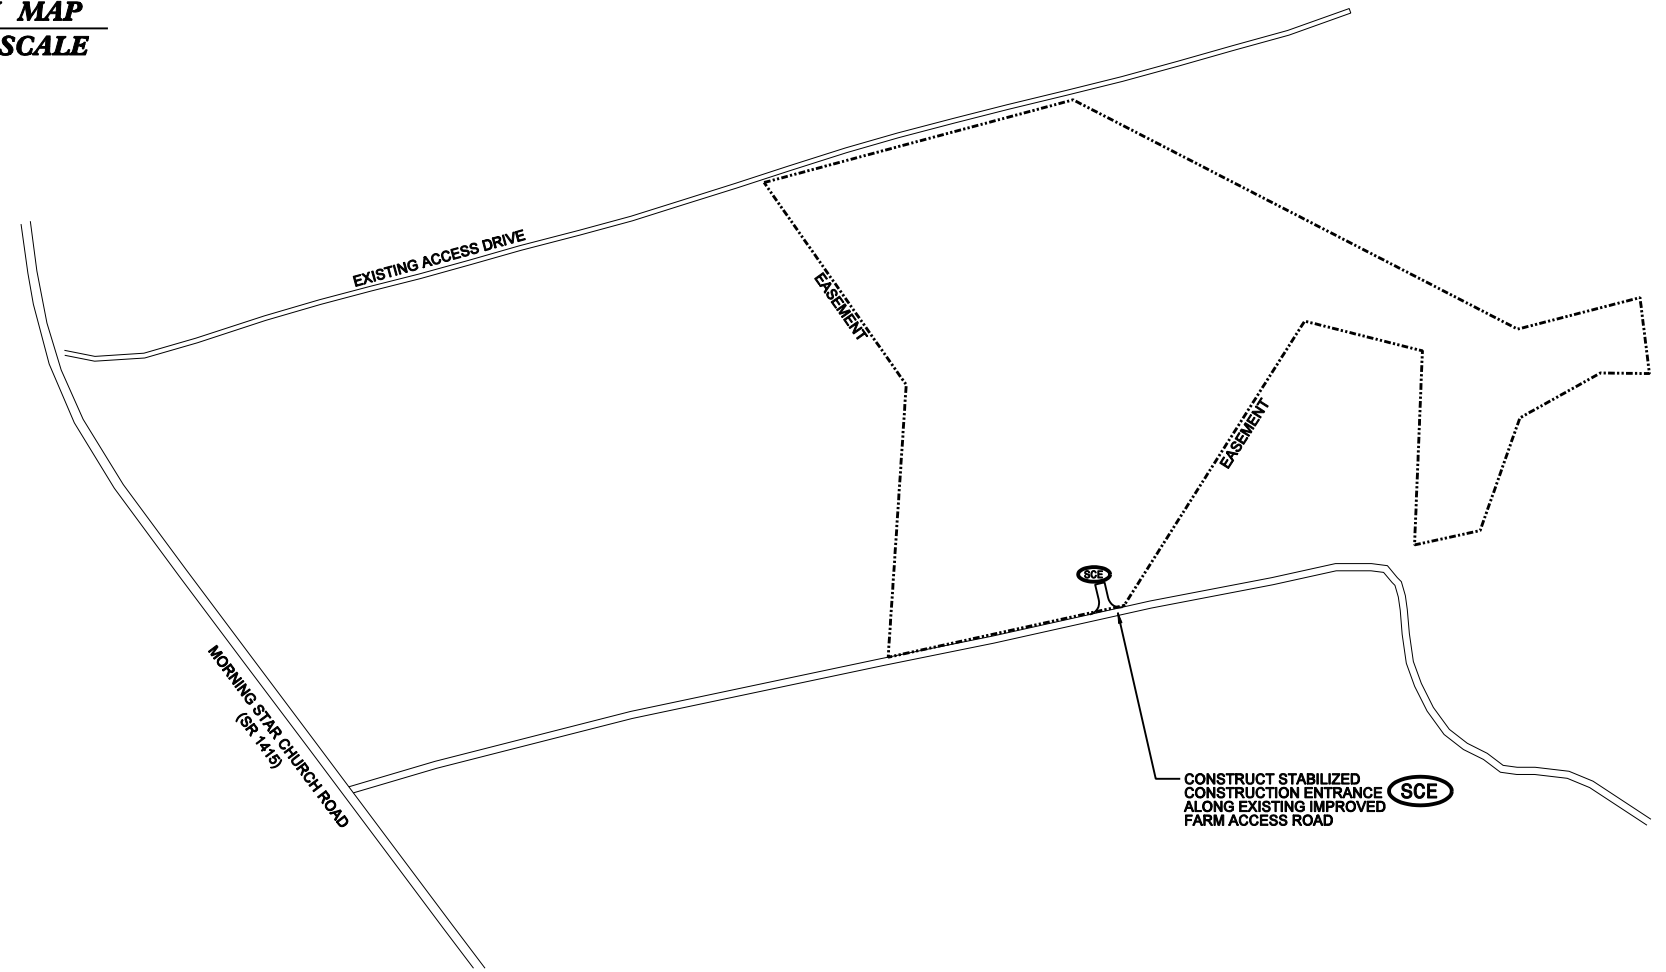 MAP
SCALE
EXISTING ACCESS DRIVE
EASEMENT
EASEMENT
SCE
MORNING STAR CHURCH ROAD
(SR 1415)
CONSTRUCT STABILIZED
CONSTRUCTION ENTRANCE
ALONG EXISTING IMPROVED
FARM ACCESS ROAD
SCE